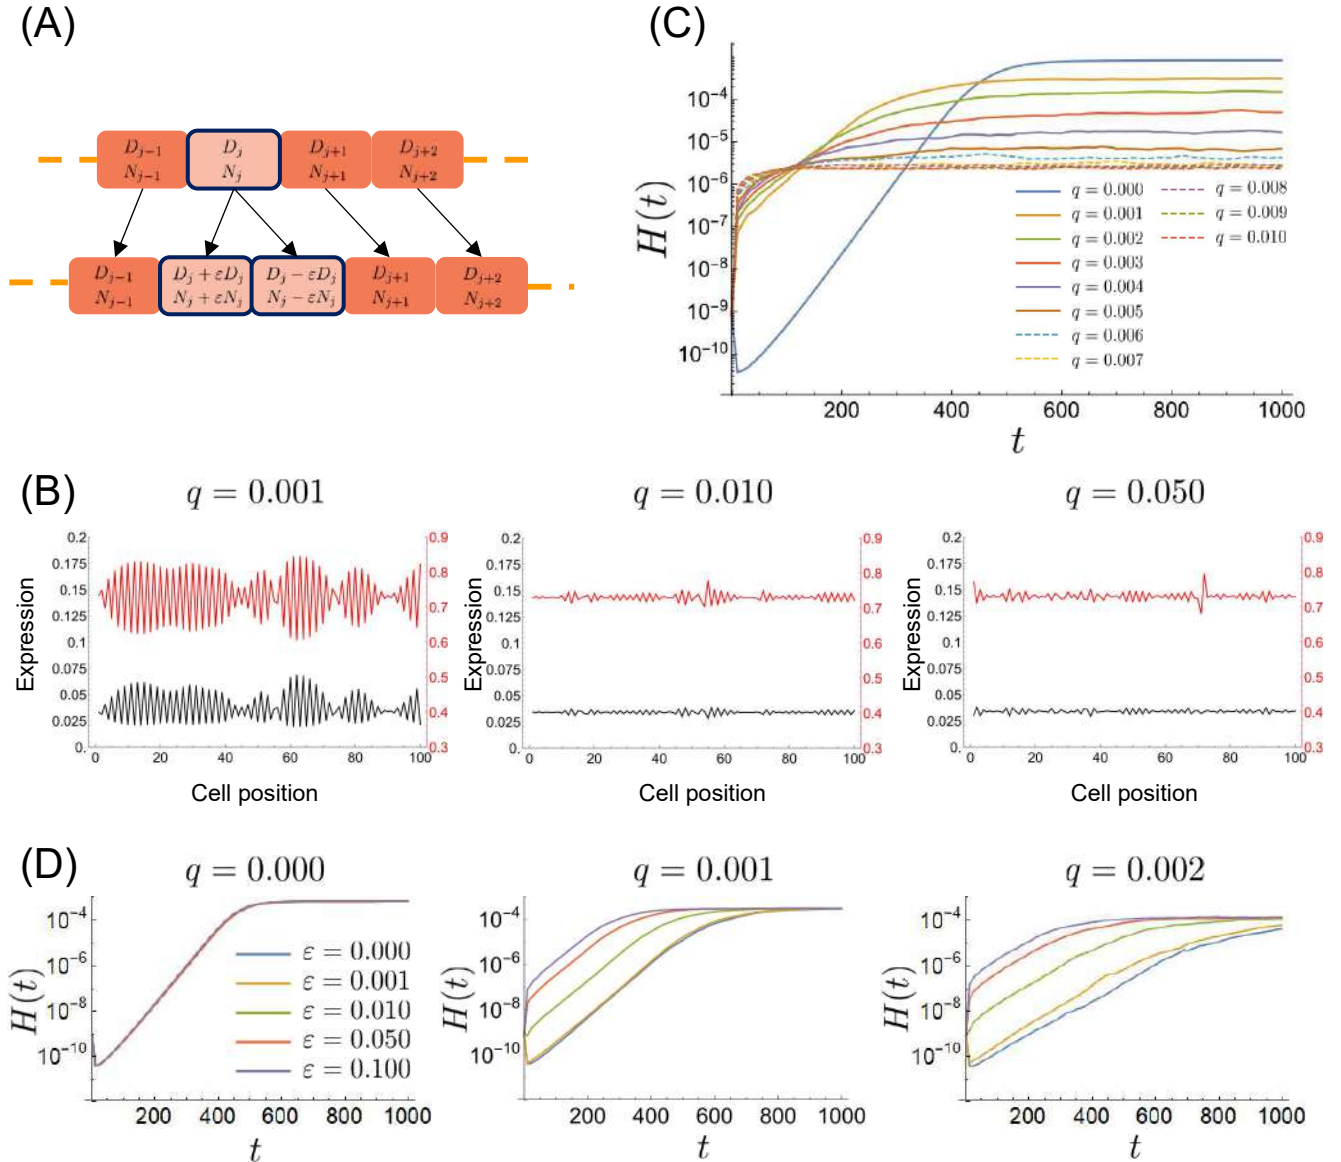 (A)
D_{j−1} D_j D_{j+1} D_{j+2}
N_{j−1} N_j N_{j+1} N_{j+2}
D_{j−1} D_j + εD_j D_j − εD_j D_{j+1} D_{j+2}
N_{j−1} N_j + εN_j N_j − εN_j N_{j+1} N_{j+2}
(C)
H(t)
10^{−4}
10^{−5}
10^{−6}
10^{−7}
10^{−8}
10^{−9}
10^{−10}
200 400 600 800 1000
t
q = 0.000 q = 0.008
q = 0.001 q = 0.009
q = 0.002 q = 0.010
q = 0.003
q = 0.004
q = 0.005
q = 0.006
q = 0.007
(B)
q = 0.001
Expression
0.2 0.9
0.175
0.8
0.15
0.125 0.7
0.1 0.6
0.075
0.5
0.05
0.4
0.025
0. 0.3
0 20 40 60 80 100
Cell position
q = 0.010
Expression
0.2 0.9
0.175
0.8
0.15
0.125 0.7
0.1 0.6
0.075
0.5
0.05
0.4
0.025
0. 0.3
0 20 40 60 80 100
Cell position
q = 0.050
Expression
0.2 0.9
0.175
0.8
0.15
0.125 0.7
0.1 0.6
0.075
0.5
0.05
0.4
0.025
0. 0.3
0 20 40 60 80 100
Cell position
(D)
q = 0.000
H(t)
10^{−4}
10^{−6}
10^{−8}
10^{−10}
ε = 0.000
ε = 0.001
ε = 0.010
ε = 0.050
ε = 0.100
200 400 600 800 1000
t
q = 0.001
H(t)
10^{−4}
10^{−6}
10^{−8}
10^{−10}
200 400 600 800 1000
t
q = 0.002
H(t)
10^{−4}
10^{−6}
10^{−8}
10^{−10}
200 400 600 800 1000
t